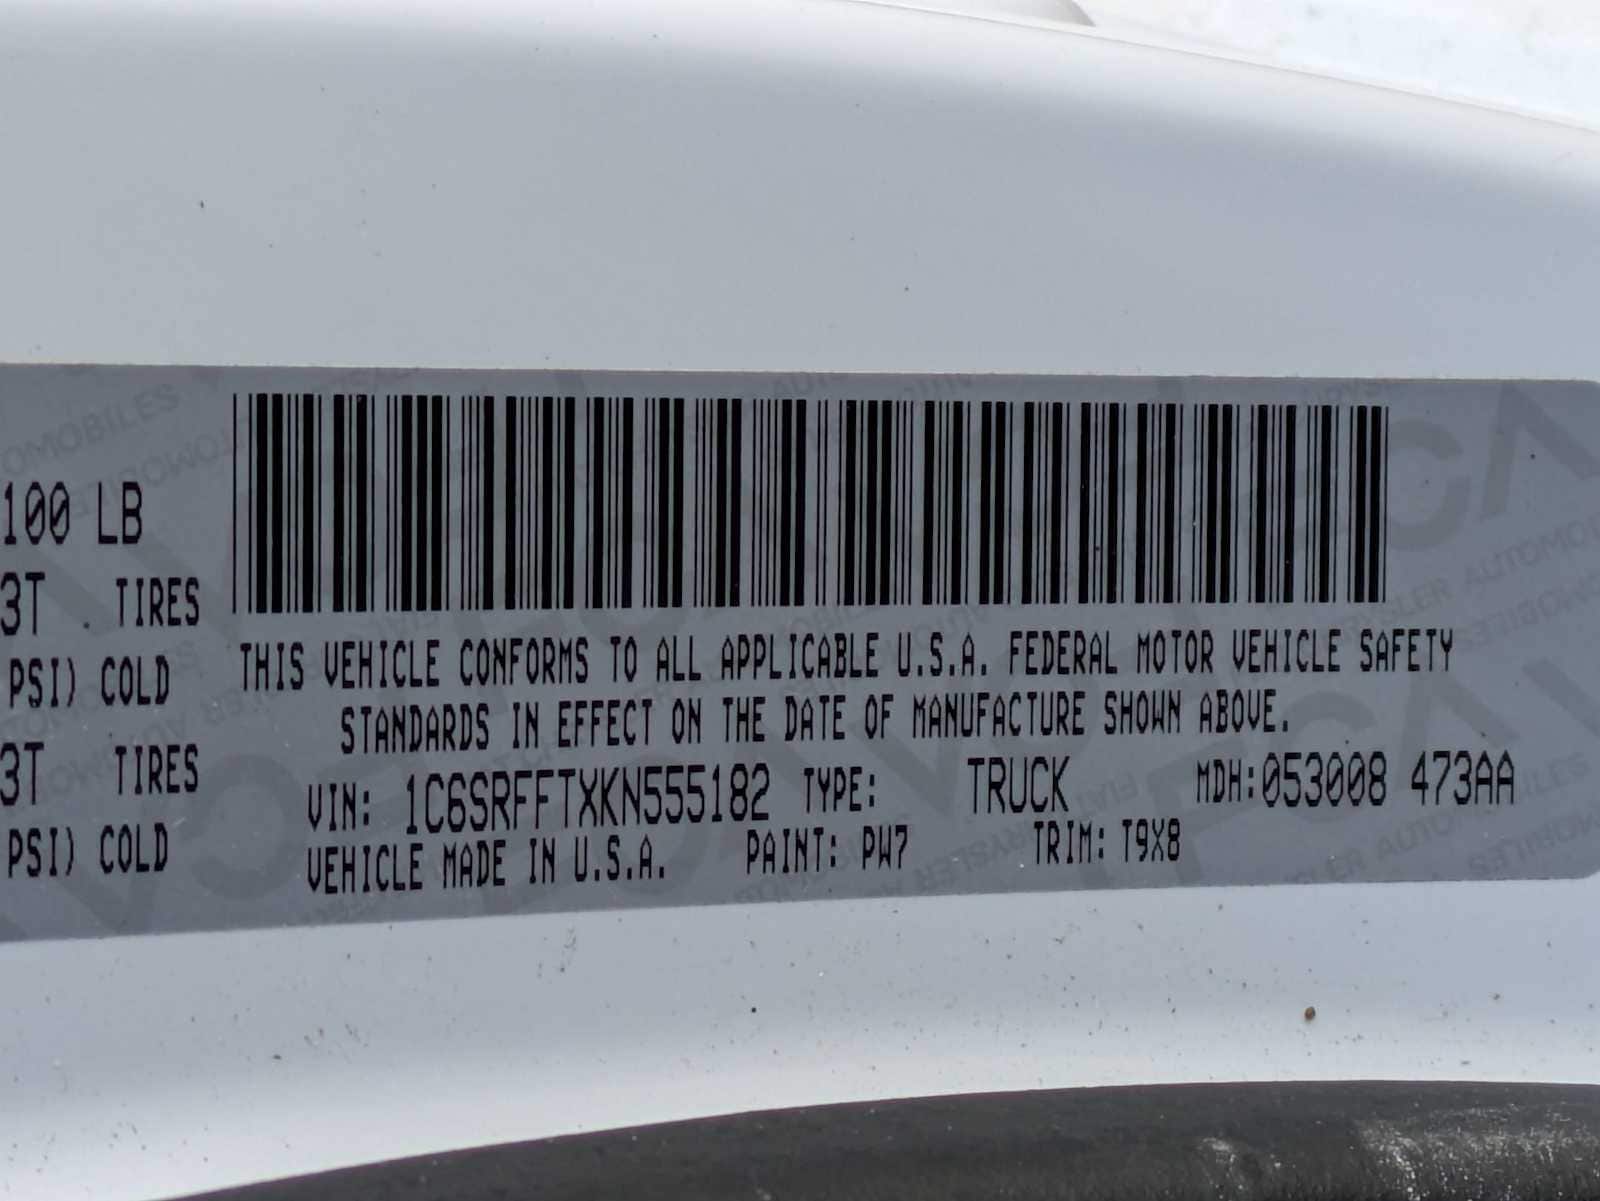 100 LB
3T TIRES
PSI) COLD
3T TIRES
PSI) COLD
THIS VEHICLE CONFORMS TO ALL APPLICABLE U.S.A. FEDERAL MOTOR VEHICLE SAFETY
STANDARDS IN EFFECT ON THE DATE OF MANUFACTURE SHOWN ABOVE.
VIN: 1C6SRFFTXKN555182 TYPE: TRUCK MDH:053008 473AA
VEHICLE MADE IN U.S.A. PAINT: PW7 TRIM: T9X8